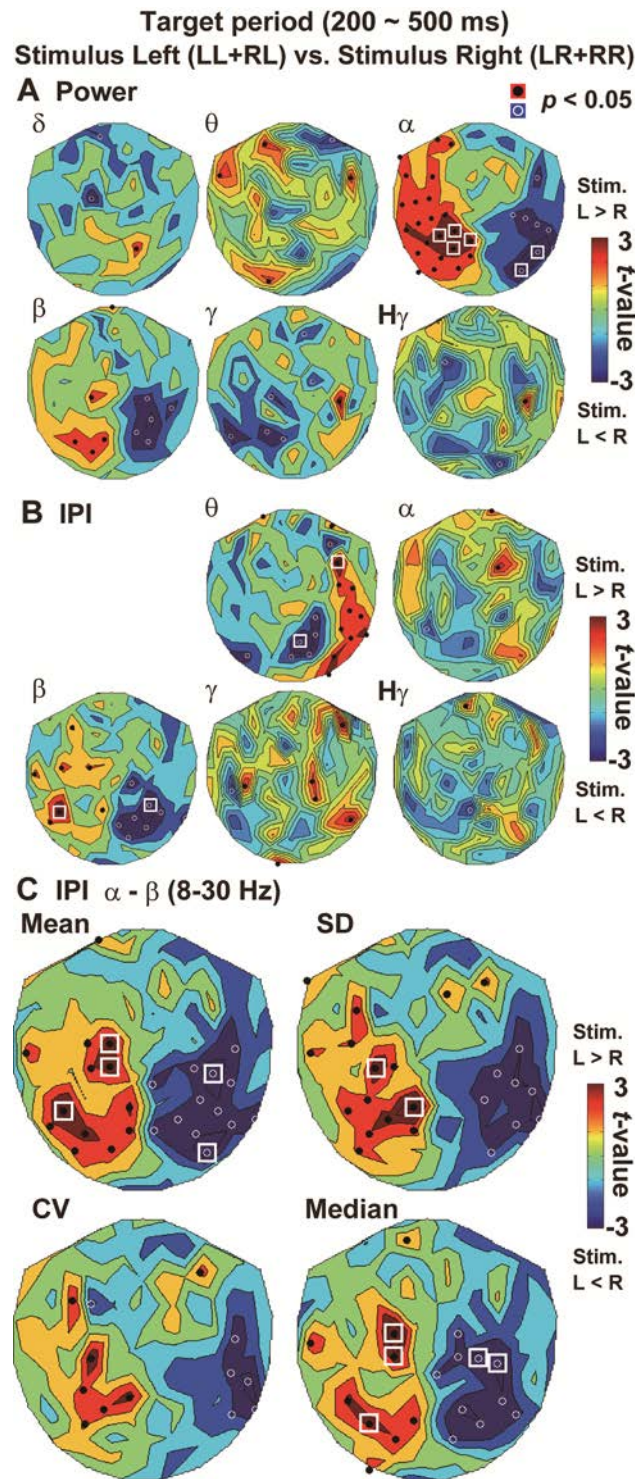 Target period (200 ~ 500 ms)
Stimulus Left (LL+RL) vs. Stimulus Right (LR+RR)
A Power
p < 0.05
δ θ α
Stim.
L > R
3
t-value
-3
Stim.
L < R
β γ Hγ
B IPI
θ α
Stim.
L > R
3
t-value
-3
Stim.
L < R
β γ Hγ
C IPI α - β (8-30 Hz)
Mean SD
Stim.
L > R
3
t-value
-3
Stim.
L < R
CV Median